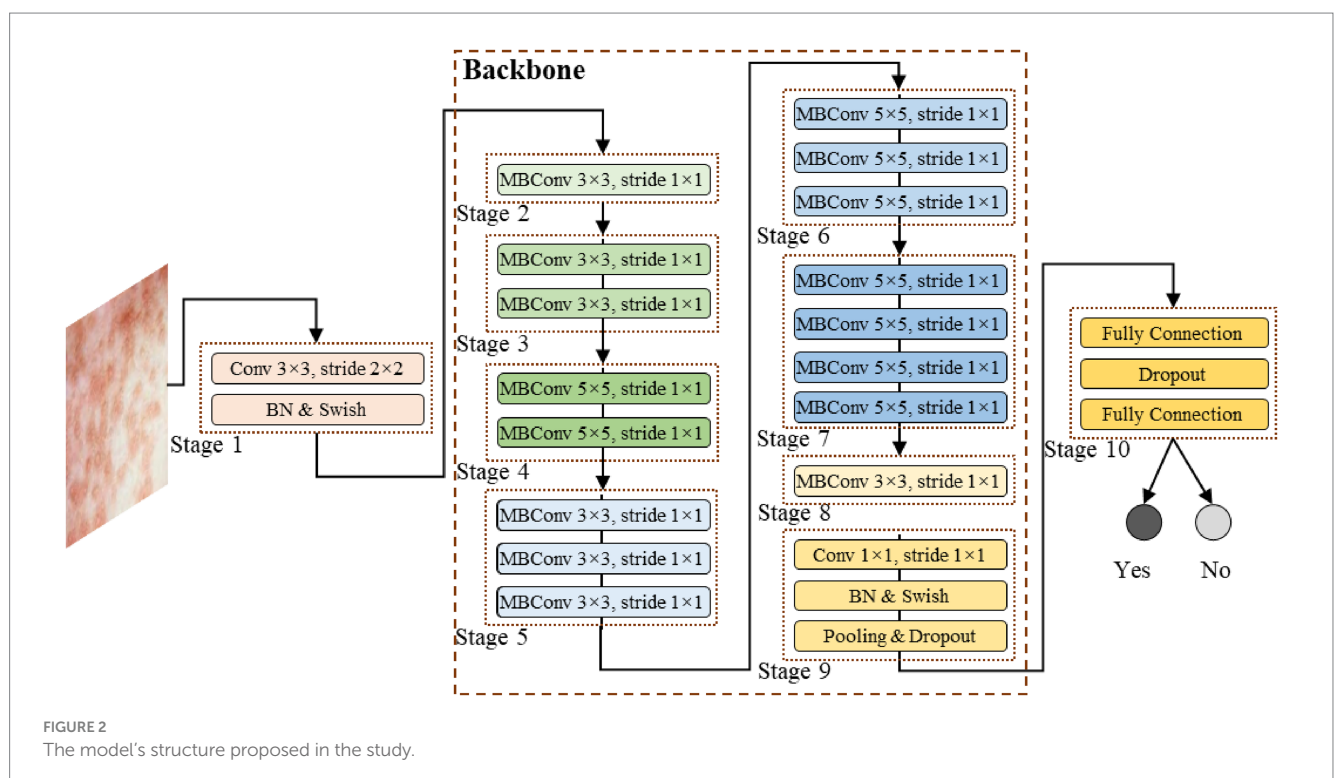 Backbone
Conv 3×3, stride 2×2
BN & Swish
Stage 1
MBConv 3×3, stride 1×1
Stage 2
MBConv 3×3, stride 1×1
MBConv 3×3, stride 1×1
Stage 3
MBConv 5×5, stride 1×1
MBConv 5×5, stride 1×1
Stage 4
MBConv 3×3, stride 1×1
MBConv 3×3, stride 1×1
MBConv 3×3, stride 1×1
Stage 5
MBConv 5×5, stride 1×1
MBConv 5×5, stride 1×1
MBConv 5×5, stride 1×1
Stage 6
MBConv 5×5, stride 1×1
MBConv 5×5, stride 1×1
MBConv 5×5, stride 1×1
MBConv 5×5, stride 1×1
Stage 7
MBConv 3×3, stride 1×1
Stage 8
Conv 1×1, stride 1×1
BN & Swish
Pooling & Dropout
Stage 9
Fully Connection
Dropout
Fully Connection
Stage 10
Yes No
FIGURE 2
The model's structure proposed in the study.